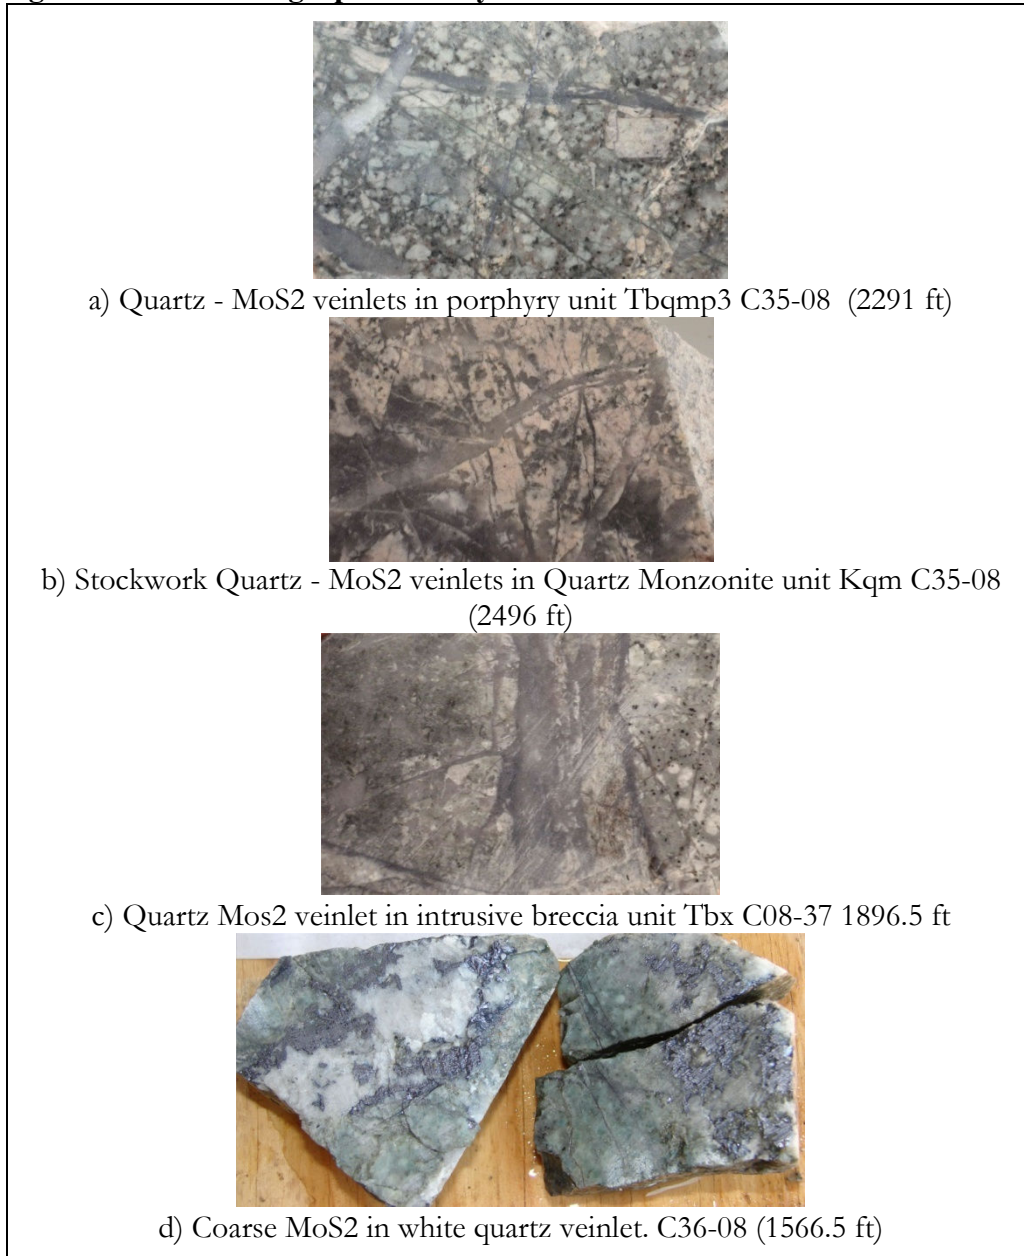 a) Quartz - MoS2 veinlets in porphyry unit Tbqmp3 C35-08 (2291 ft)
b) Stockwork Quartz - MoS2 veinlets in Quartz Monzonite unit Kqm C35-08
(2496 ft)
c) Quartz Mos2 veinlet in intrusive breccia unit Tbx C08-37 1896.5 ft
d) Coarse MoS2 in white quartz veinlet. C36-08 (1566.5 ft)